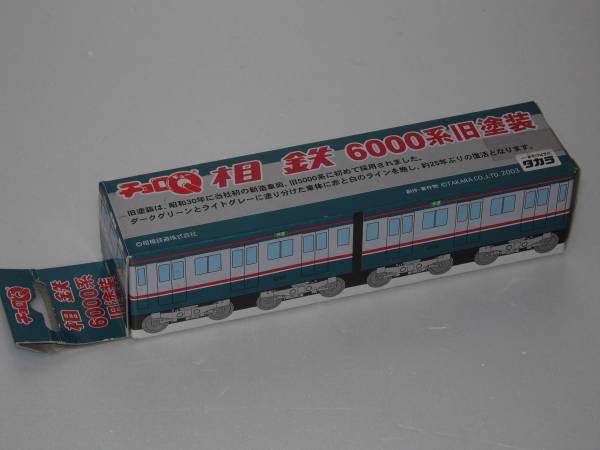 チョロQ 相鉄 6000系旧塗装
旧塗装は、昭和30年に当社初の新造車両、旧5000系に初めて採用されました。
ダークグリーンとライトグレーに塗り分けた車体に赤と白のラインを施し、約25年ぶりの復活となります。
©相模鉄道株式会社
©TAKARA CO.,LTD. 2003
タカラ
チョロQ
相鉄
6000系
旧塗装